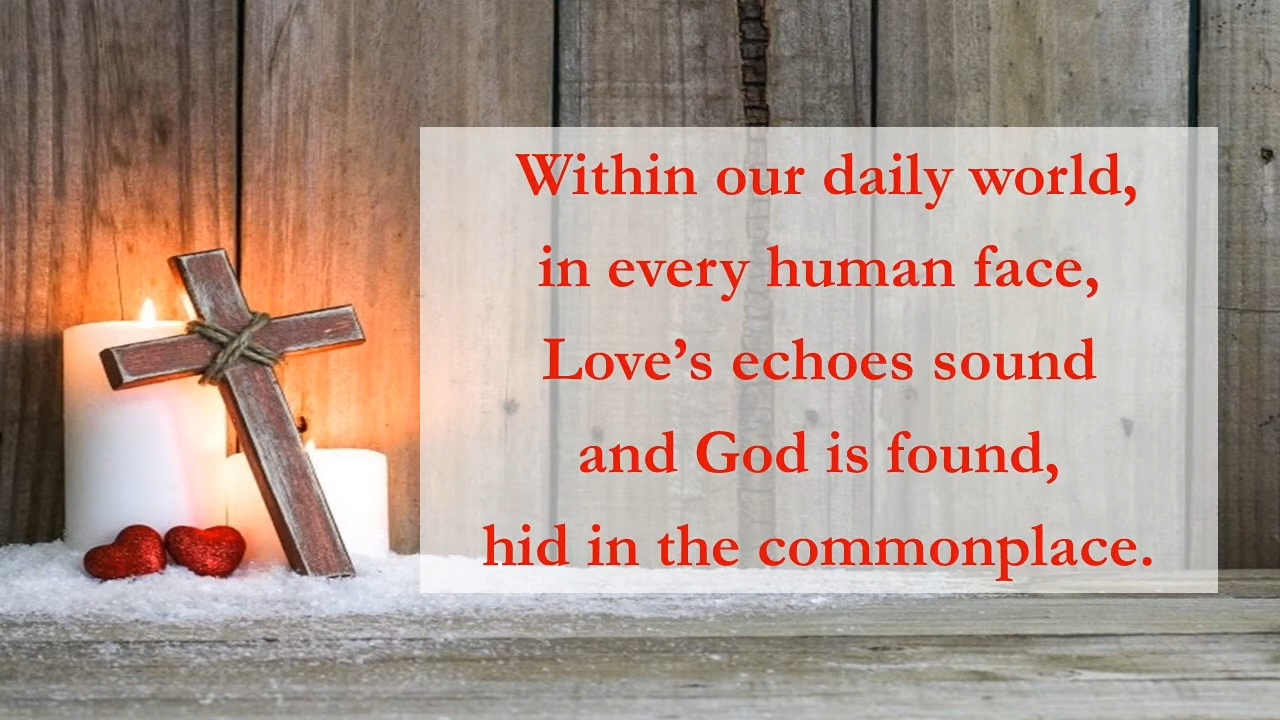 Within our daily world,
in every human face,
Love’s echoes sound
and God is found,
hid in the commonplace.